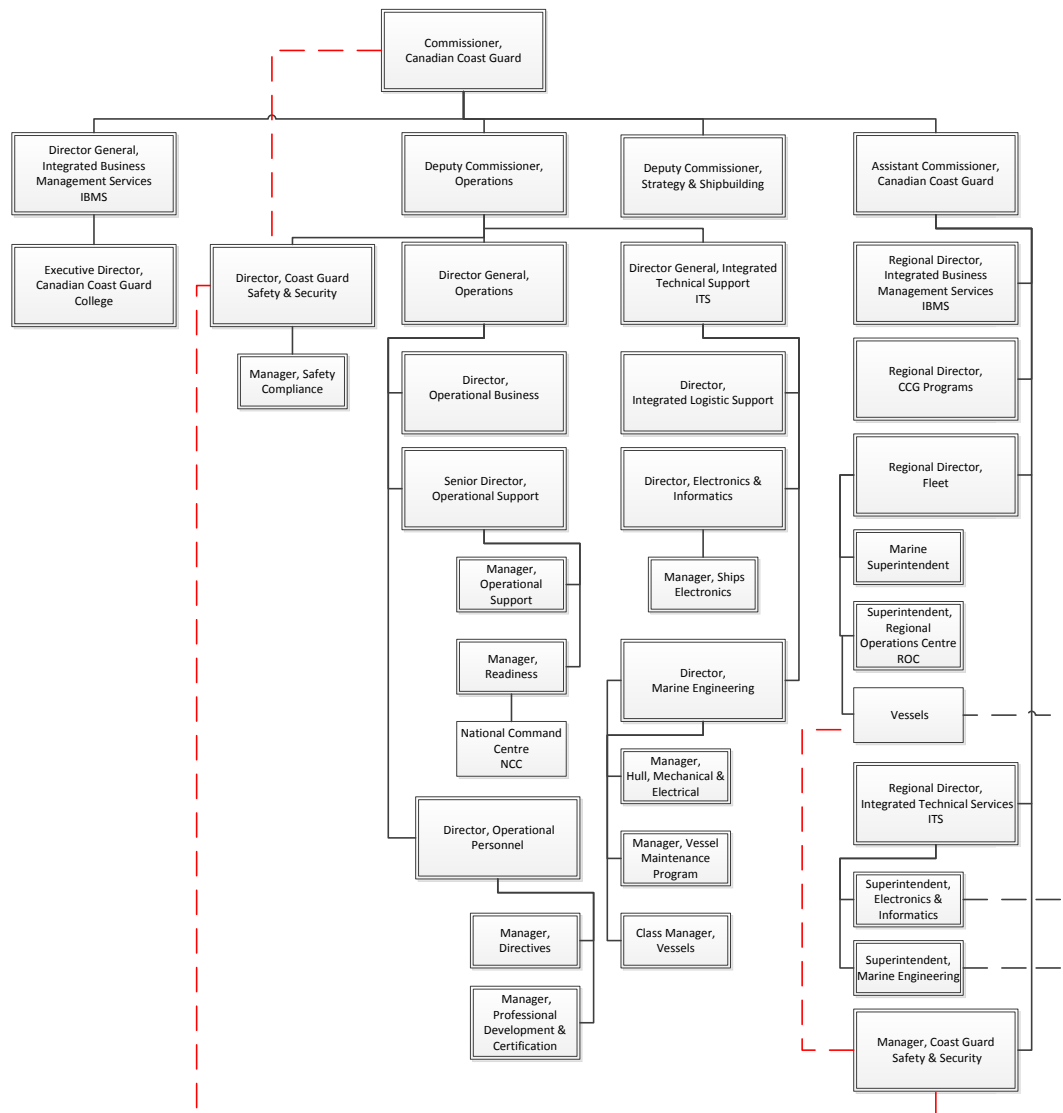 Commissioner,
Canadian Coast Guard
Director General,
Integrated Business
Management Services
IBMS
Deputy Commissioner,
Operations
Deputy Commissioner,
Strategy & Shipbuilding
Assistant Commissioner,
Canadian Coast Guard
Executive Director,
Canadian Coast Guard
College
Director, Coast Guard
Safety & Security
Director General,
Operations
Director General, Integrated
Technical Support
ITS
Regional Director,
Integrated Business
Management Services
IBMS
Manager, Safety
Compliance
Director,
Operational Business
Director,
Integrated Logistic Support
Regional Director,
CCG Programs
Senior Director,
Operational Support
Director, Electronics &
Informatics
Regional Director,
Fleet
Manager,
Operational
Support
Manager, Ships
Electronics
Marine
Superintendent
Superintendent,
Regional
Operations Centre
ROC
Manager,
Readiness
Director,
Marine Engineering
Vessels
National Command
Centre
NCC
Manager,
Hull, Mechanical &
Electrical
Regional Director,
Integrated Technical Services
ITS
Director, Operational
Personnel
Manager, Vessel
Maintenance
Program
Superintendent,
Electronics &
Informatics
Manager,
Directives
Class Manager,
Vessels
Superintendent,
Marine Engineering
Manager,
Professional
Development &
Certification
Manager, Coast Guard
Safety & Security